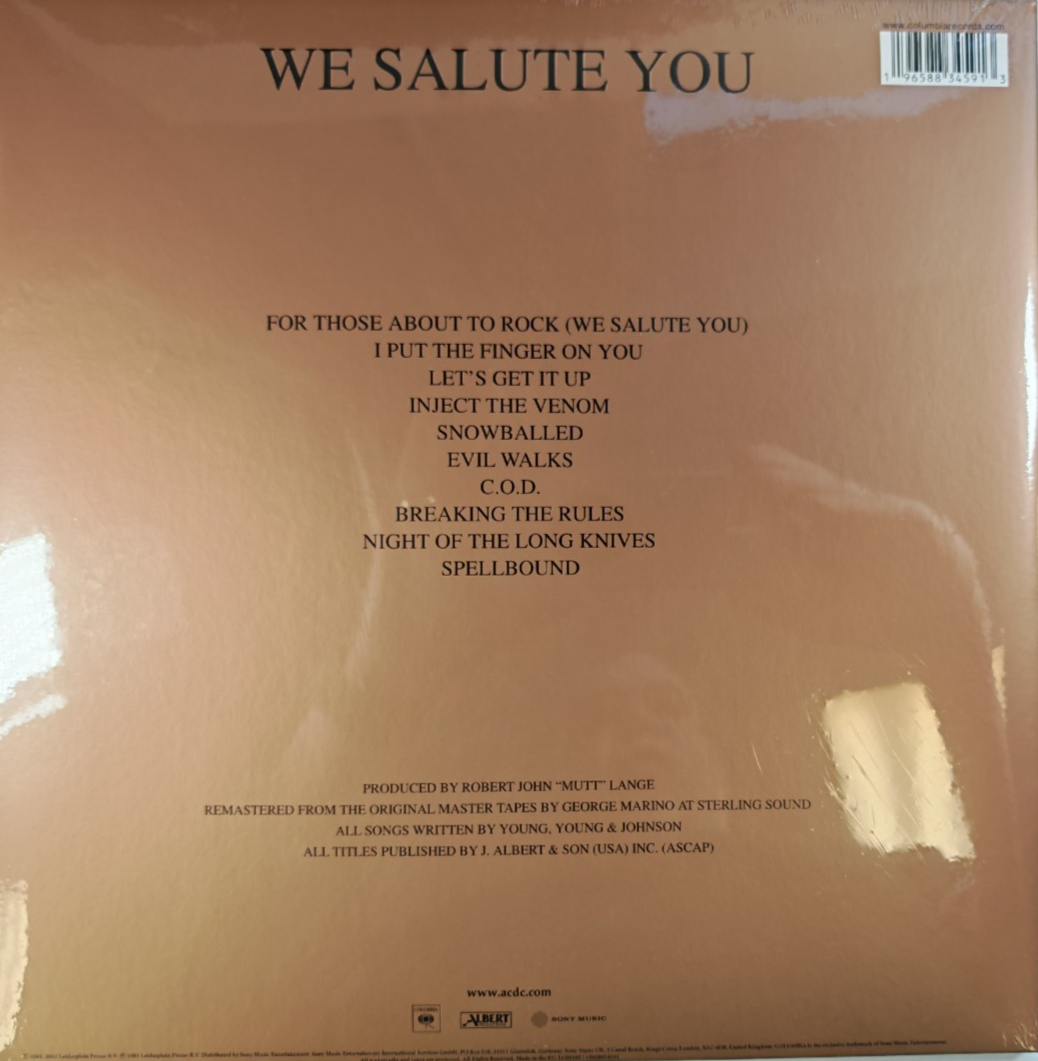 www.columbiarecords.com
WE SALUTE YOU
1 96588 34591 3
FOR THOSE ABOUT TO ROCK (WE SALUTE YOU)
I PUT THE FINGER ON YOU
LET'S GET IT UP
INJECT THE VENOM
SNOWBALLED
EVIL WALKS
C.O.D.
BREAKING THE RULES
NIGHT OF THE LONG KNIVES
SPELLBOUND
PRODUCED BY ROBERT JOHN “MUTT” LANGE
REMASTERED FROM THE ORIGINAL MASTER TAPES BY GEORGE MARINO AT STERLING SOUND
ALL SONGS WRITTEN BY YOUNG, YOUNG & JOHNSON
ALL TITLES PUBLISHED BY J. ALBERT & SON (USA) INC. (ASCAP)
www.acdc.com
COLUMBIA
ALBERT
SONY MUSIC